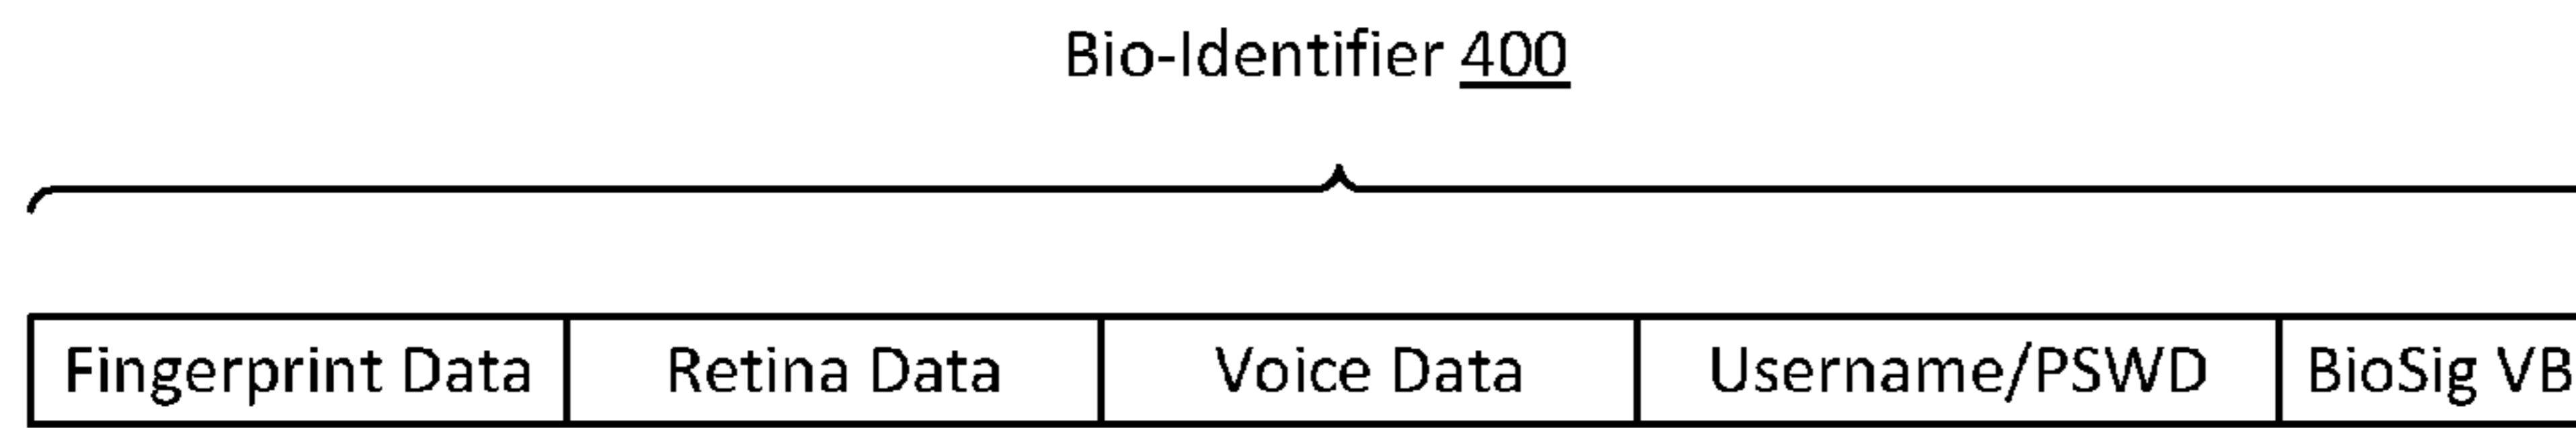 Bio-Identifier 400
Fingerprint Data Retina Data Voice Data Username/PSWD BioSig VB